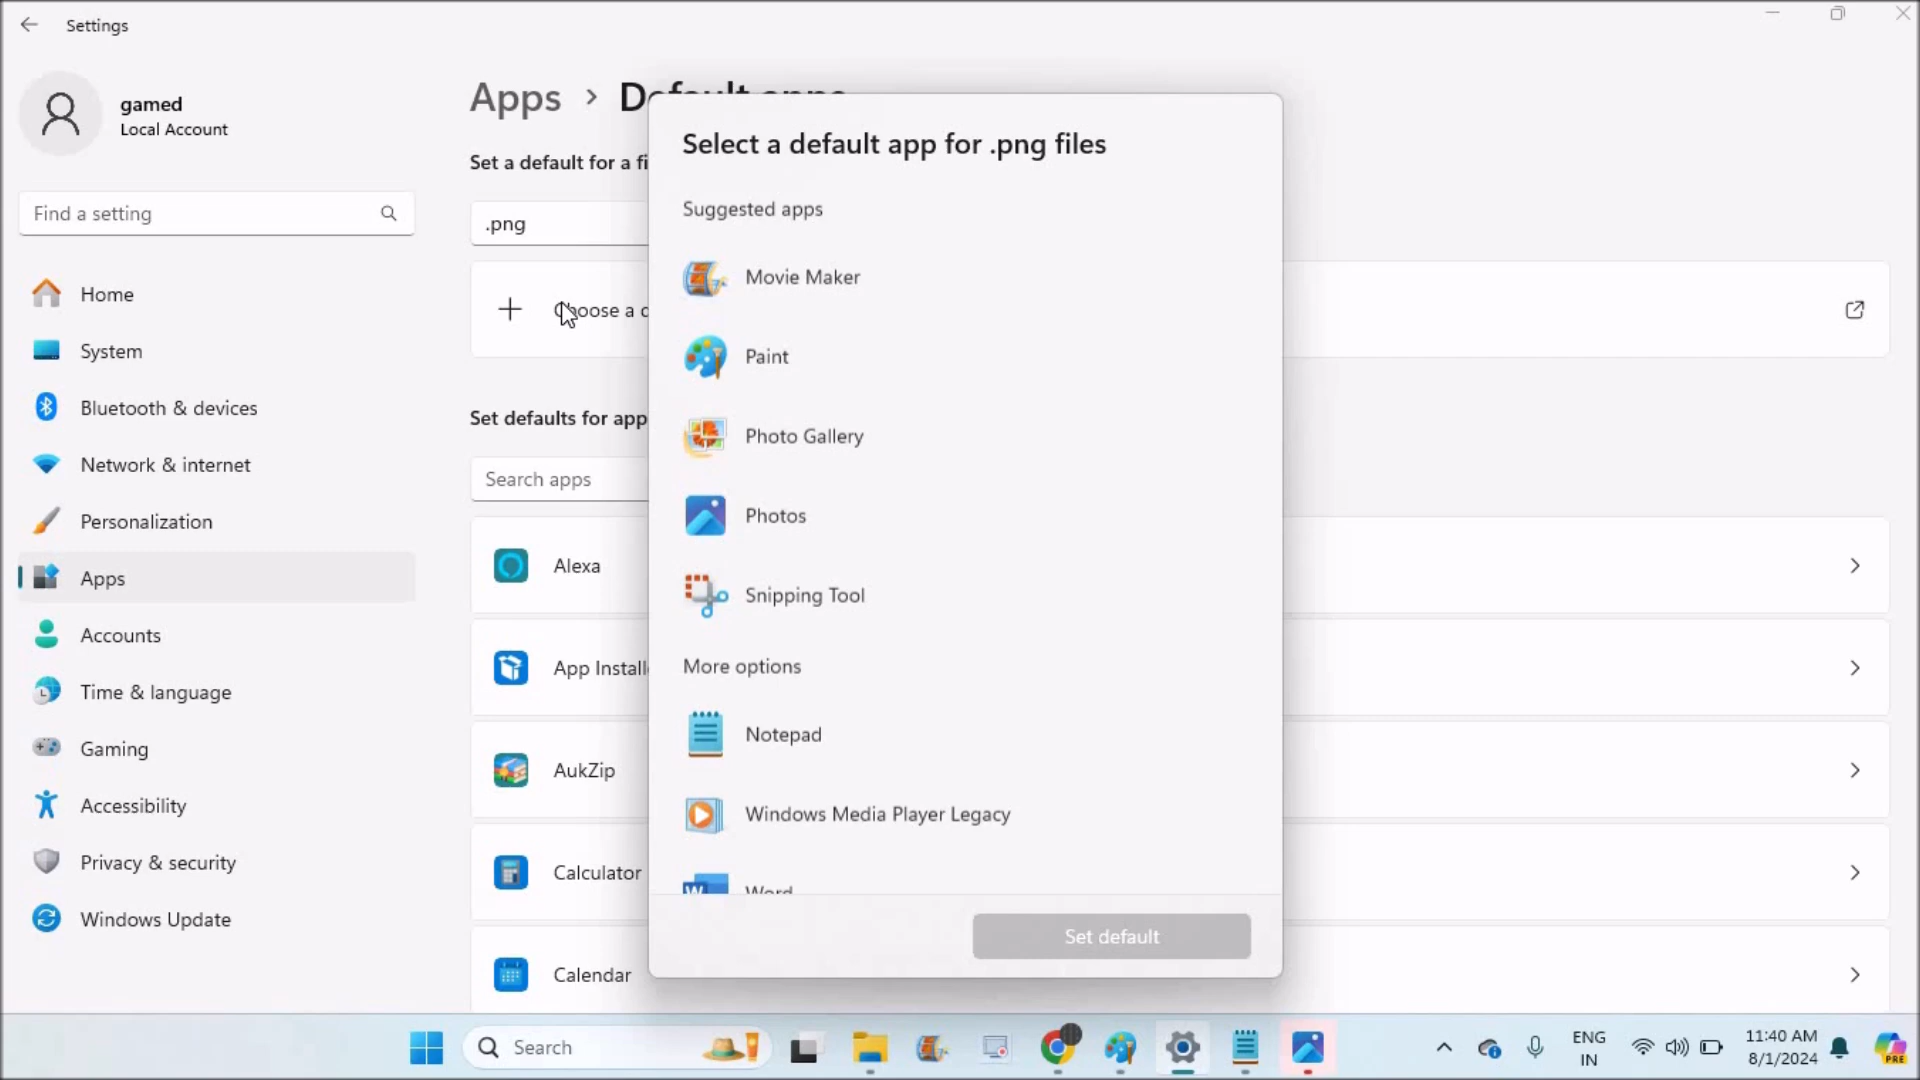 Settings
gamed
Local Account
Find a setting
Home
System
Bluetooth & devices
Network & internet
Personalization
Apps
Accounts
Time & language
Gaming
Accessibility
Privacy & security
Windows Update
Apps > Default apps
Set a default for a fi
.png
Choose a d
Set defaults for app
Search apps
Alexa
App Install
AukZip
Calculator
Calendar
Select a default app for .png files
Suggested apps
Movie Maker
Paint
Photo Gallery
Photos
Snipping Tool
More options
Notepad
Windows Media Player Legacy
Word
Set default
Search
ENG
IN
11:40 AM
8/1/2024
PRE